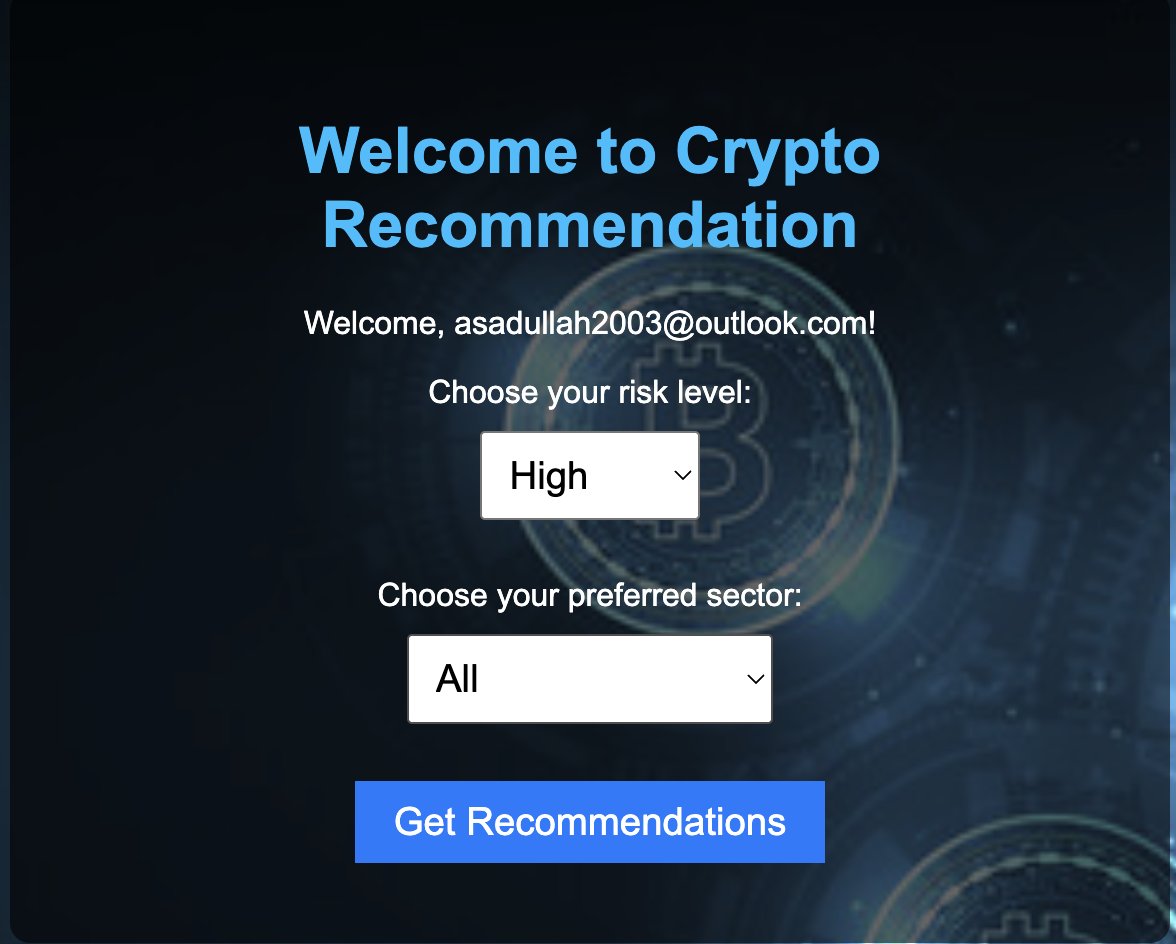 Welcome to Crypto
Recommendation
Welcome, asadullah2003@outlook.com!
Choose your risk level:
High
Choose your preferred sector:
All
Get Recommendations